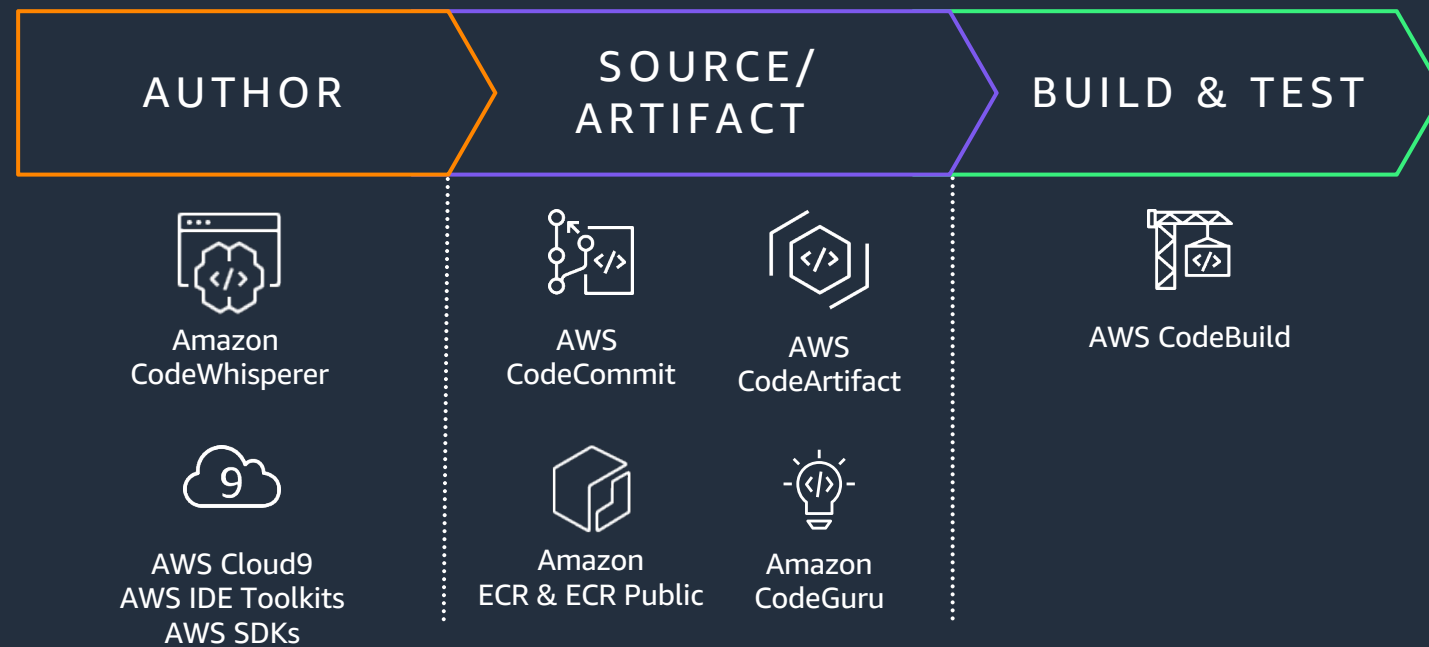 AUTHOR
SOURCE/
ARTIFACT
BUILD & TEST
</>
Amazon
CodeWhisperer
</>
AWS
CodeCommit
</>
AWS
CodeArtifact
</>
AWS CodeBuild
9
AWS Cloud9
AWS IDE Toolkits
AWS SDKs
Amazon
ECR & ECR Public
</>
Amazon
CodeGuru